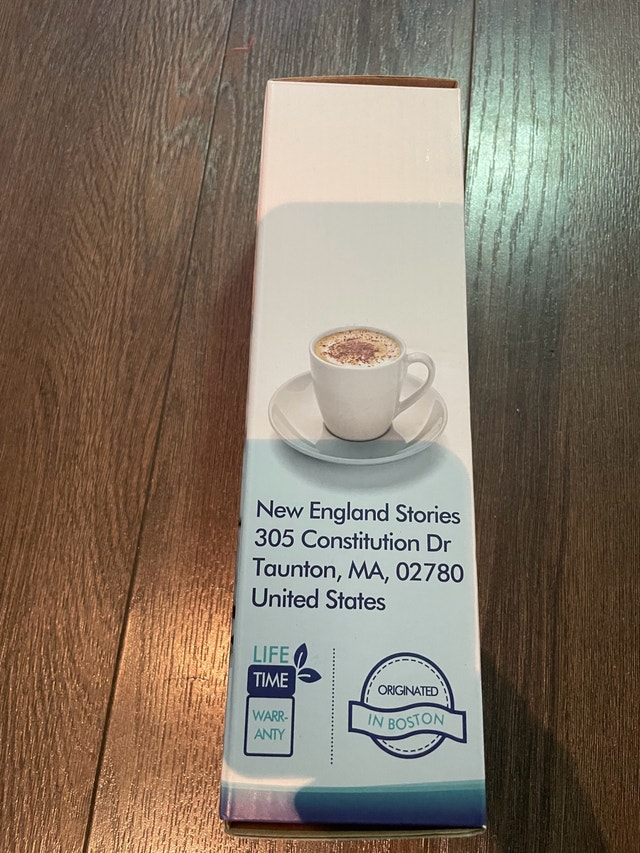 New England Stories
305 Constitution Dr
Taunton, MA, 02780
United States
LIFE
TIME
WARR-
ANTY
ORIGINATED
IN BOSTON